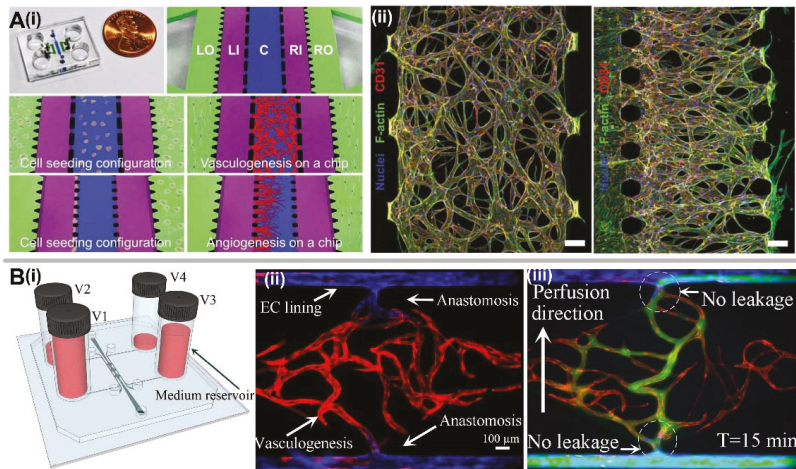 A(i)
LO LI C RI RO
Cell seeding configuration
Vasculogenesis on a chip
Cell seeding configuration
Angiogenesis on a chip
(ii)
Nuclei F-actin CD31
Nuclei F-actin CD31
B(i)
V2
V1
V4
V3
Medium reservoir
(ii)
EC lining
Anastomosis
Vasculogenesis
Anastomosis
100 µm
(iii)
Perfusion
direction
No leakage
No leakage
T=15 min